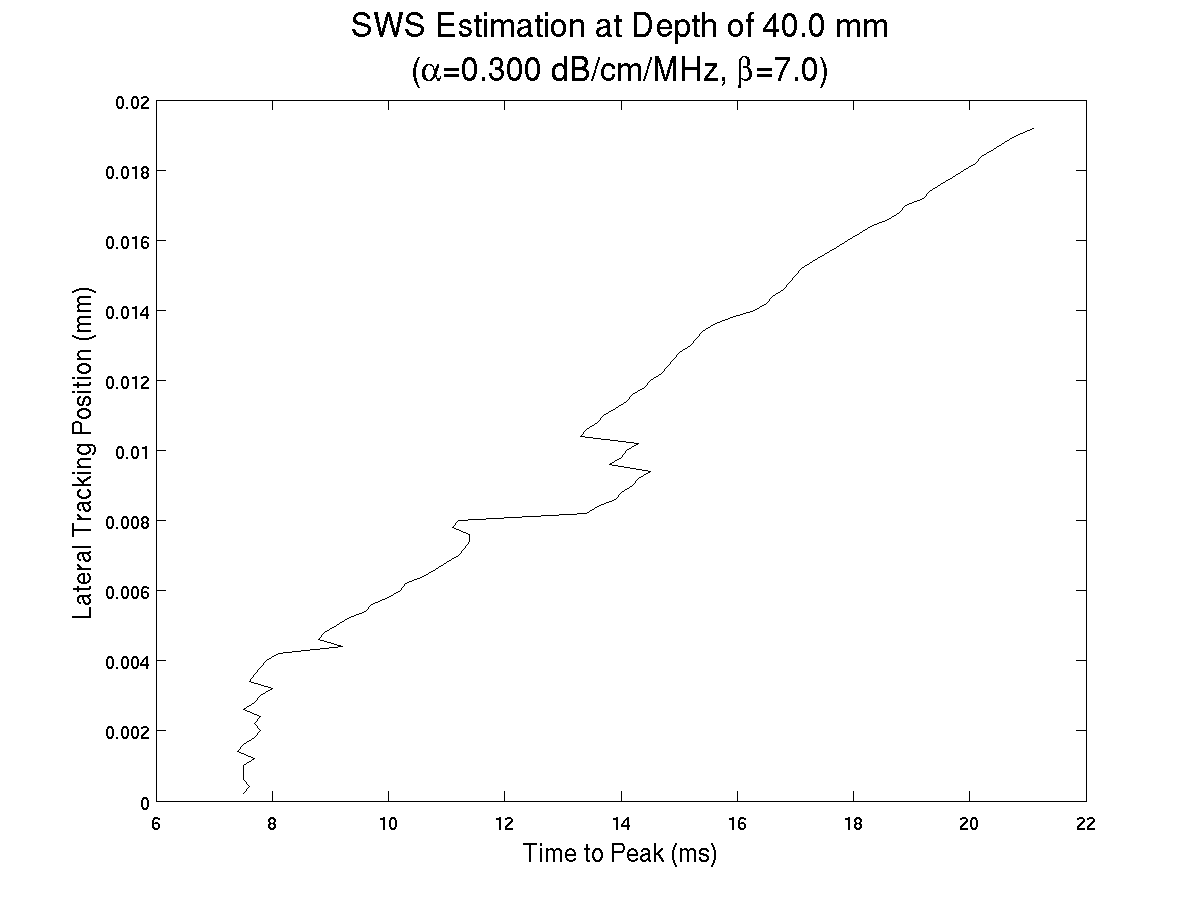 SWS Estimation at Depth of 40.0 mm
(α=0.300 dB/cm/MHz, β=7.0)
0.02
0.018
0.016
0.014
0.012
0.01
0.008
0.006
0.004
0.002
0
Lateral Tracking Position (mm)
6 8 10 12 14 16 18 20 22
Time to Peak (ms)